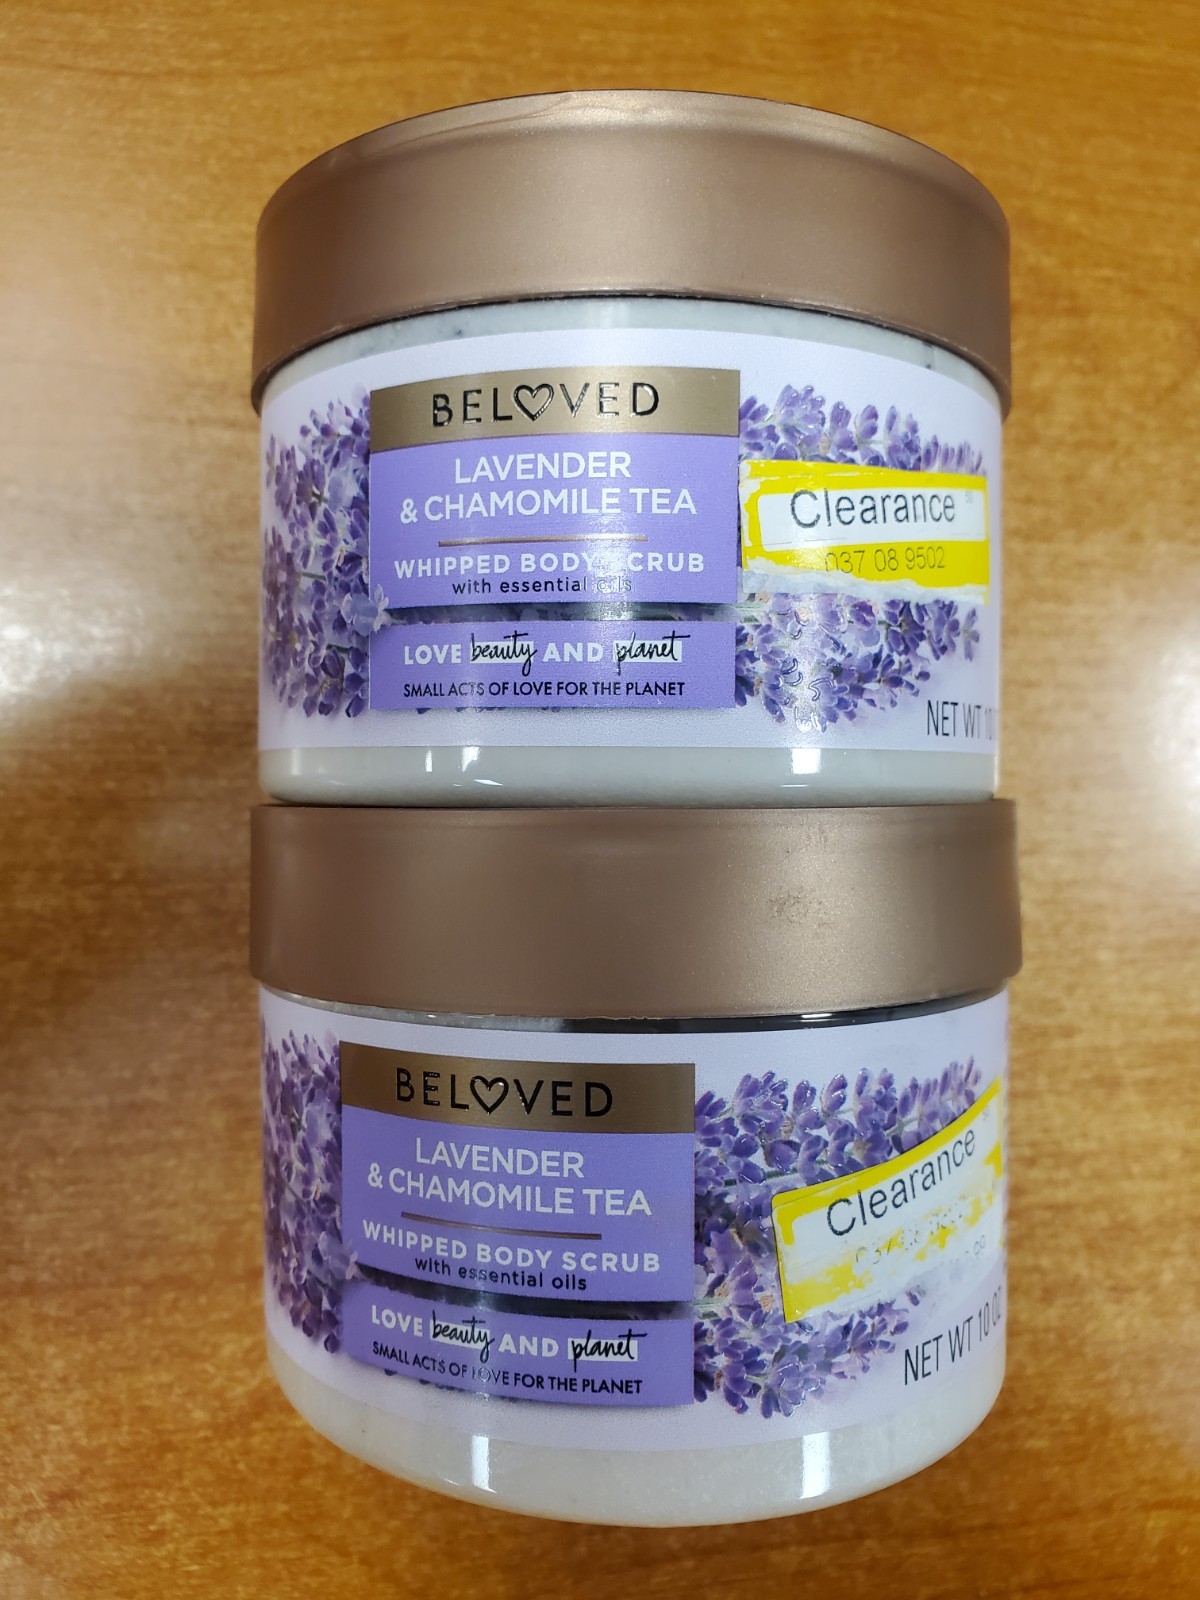 BELOVED
LAVENDER
& CHAMOMILE TEA
WHIPPED BODY SCRUB
with essential oils
LOVE beauty AND planet
SMALL ACTS OF LOVE FOR THE PLANET
Clearance
037 08 9502
NET WT
BELOVED
LAVENDER
& CHAMOMILE TEA
WHIPPED BODY SCRUB
with essential oils
LOVE beauty AND planet
SMALL ACTS OF LOVE FOR THE PLANET
Clearance
NET WT 10 OZ